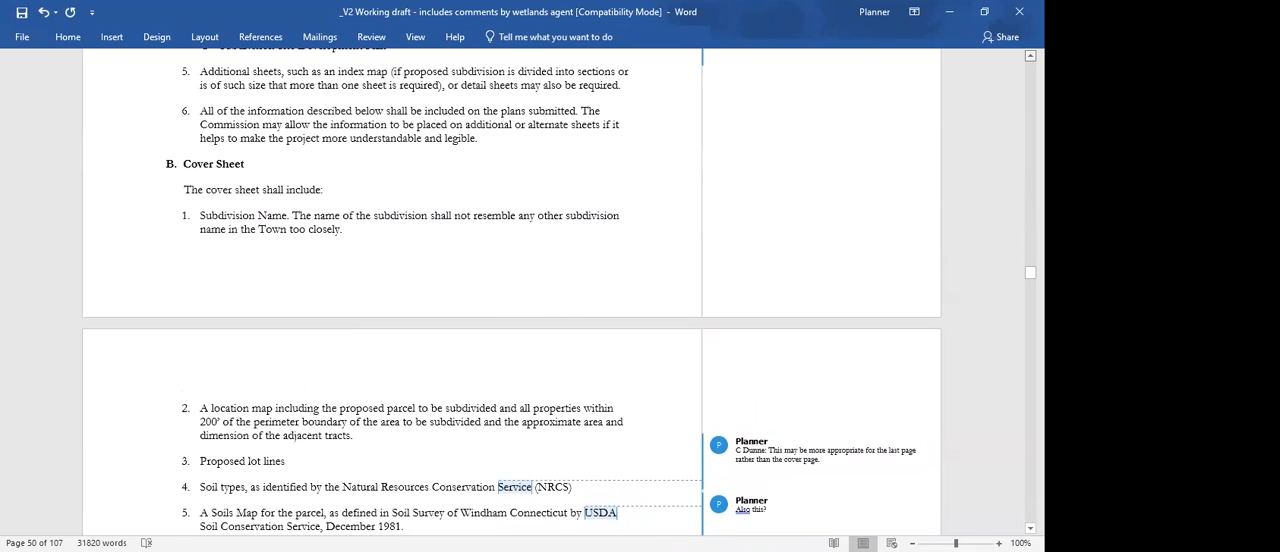 _V2 Working draft - includes comments by wetlands agent [Compatibility Mode] - Word
Planner
File Home Insert Design Layout References Mailings Review View Help Tell me what you want to do Share
5. Additional sheets, such as an index map (if proposed subdivision is divided into sections or
is of such size that more than one sheet is required), or detail sheets may also be required.
6. All of the information described below shall be included on the plans submitted. The
Commission may allow the information to be placed on additional or alternate sheets if it
helps to make the project more understandable and legible.
B. Cover Sheet
The cover sheet shall include:
1. Subdivision Name. The name of the subdivision shall not resemble any other subdivision
name in the Town too closely.
2. A location map including the proposed parcel to be subdivided and all properties within
200' of the perimeter boundary of the area to be subdivided and the approximate area and
dimension of the adjacent tracts.
3. Proposed lot lines
4. Soil types, as identified by the Natural Resources Conservation Service (NRCS)
5. A Soils Map for the parcel, as defined in Soil Survey of Windham Connecticut by USDA
Soil Conservation Service, December 1981.
P Planner
C Dunne: This may be more appropriate for the last page
rather than the cover page.
P Planner
Also this?
Page 50 of 107 31820 words 100%